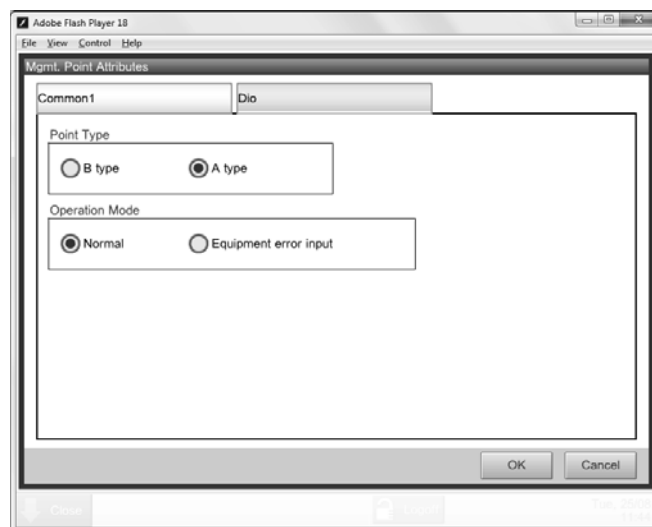 Adobe Flash Player 18
File View Control Help
Mgmt. Point Attributes
Common1 Dio
Point Type
B type A type
Operation Mode
Normal Equipment error input
OK Cancel
Close Logout